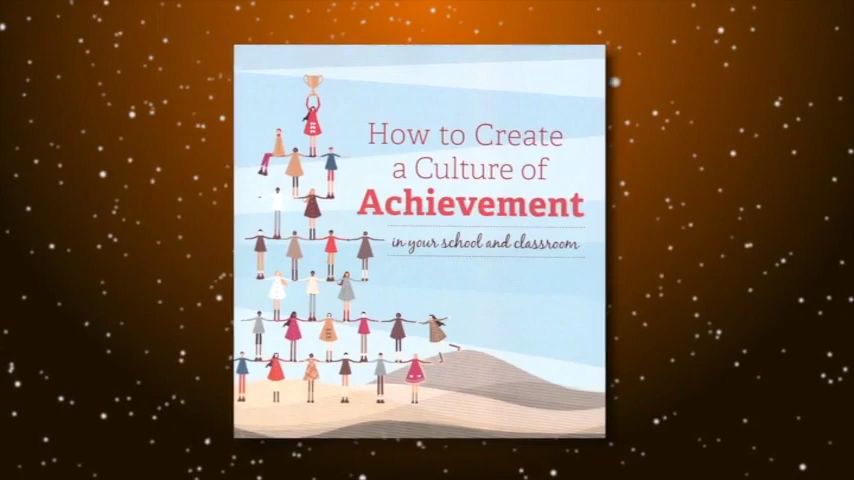 How to Create
a Culture of
Achievement
in your school and classroom